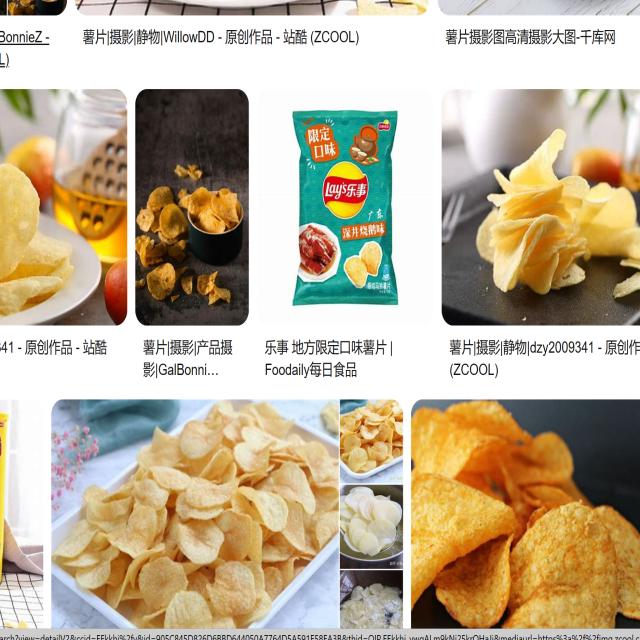 BonnieZ -
L)
薯片|摄影|静物|WillowDD - 原创作品 - 站酷 (ZCOOL)
薯片摄影图高清摄影大图-千库网
限定
口味
Lay's乐事
广东
深井烧鹅味
41 - 原创作品 - 站酷
薯片|摄影|产品摄
影|GalBonni...
乐事 地方限定口味薯片 |
Foodaily每日食品
薯片|摄影|静物|dzy2009341 - 原创作
(ZCOOL)